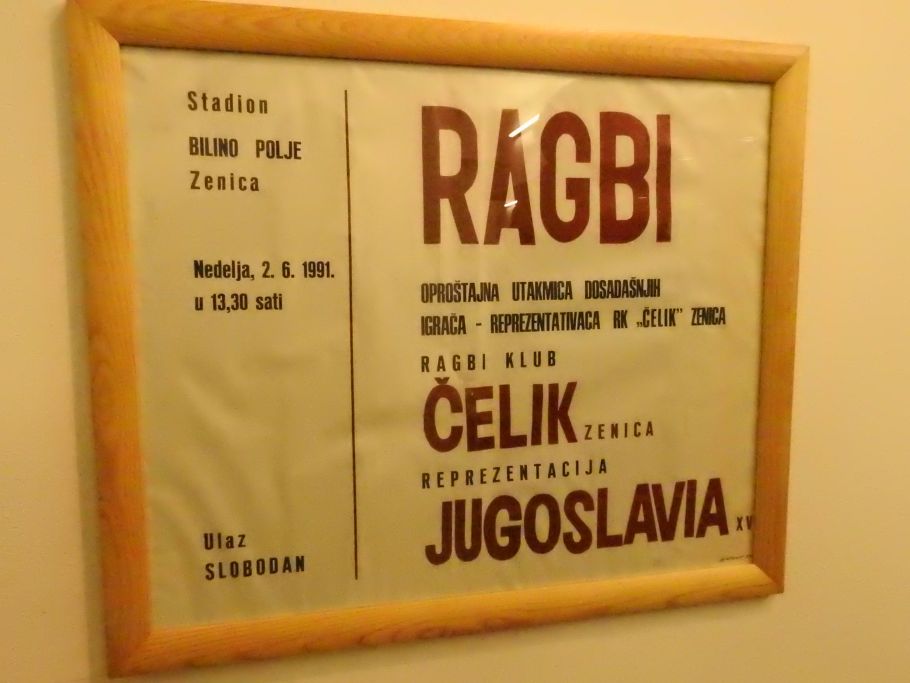 Stadion
BILINO POLJE
Zenica
Nedelja, 2. 6. 1991.
u 13,30 sati
Ulaz
SLOBODAN
RAGBI
OPROŠTAJNA UTAKMICA DOSADAŠNJIH
IGRAČA - REPREZENTATIVACA RK „ČELIK” ZENICA
RAGBI KLUB
ČELIK ZENICA
REPREZENTACIJA
JUGOSLAVIA XV